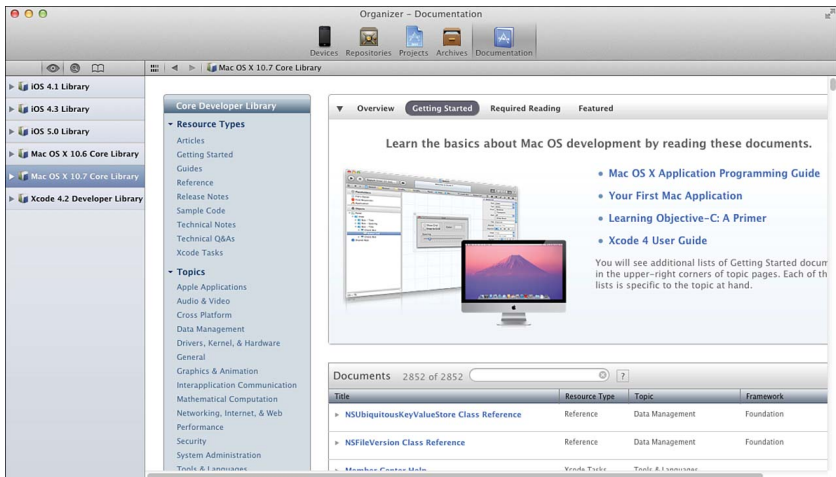 Organizer – Documentation
Devices Repositories Projects Archives Documentation
Mac OS X 10.7 Core Library
iOS 4.1 Library
iOS 4.3 Library
iOS 5.0 Library
Mac OS X 10.6 Core Library
Mac OS X 10.7 Core Library
Xcode 4.2 Developer Library
Core Developer Library
Resource Types
Articles
Getting Started
Guides
Reference
Release Notes
Sample Code
Technical Notes
Technical Q&As
Xcode Tasks
Topics
Apple Applications
Audio & Video
Cross Platform
Data Management
Drivers, Kernel, & Hardware
General
Graphics & Animation
Interapplication Communication
Mathematical Computation
Networking, Internet, & Web
Performance
Security
System Administration
Tools & Languages
Overview Getting Started Required Reading Featured
Learn the basics about Mac OS development by reading these documents.
Mac OS X Application Programming Guide
Your First Mac Application
Learning Objective-C: A Primer
Xcode 4 User Guide
You will see additional lists of Getting Started docum
in the upper-right corners of topic pages. Each of th
lists is specific to the topic at hand.
Documents 2852 of 2852 ?
Title Resource Type Topic Framework
NSUbiquitousKeyValueStore Class Reference Reference Data Management Foundation
NSFileVersion Class Reference Reference Data Management Foundation
Member Center Help Xcode Tasks Tools & Languages